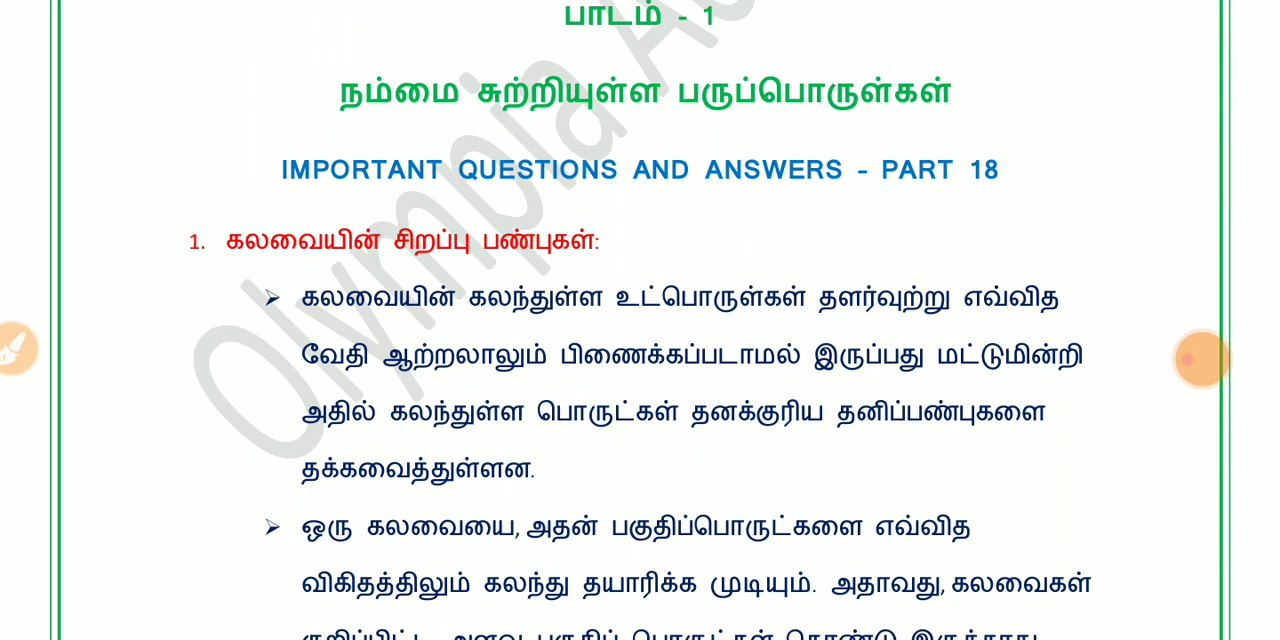 பாடம் - 1
நம்மை சுற்றியுள்ள பருப்பொருள்கள்
IMPORTANT QUESTIONS AND ANSWERS - PART 18
1. கலவையின் சிறப்பு பண்புகள்:
➢ கலவையின் கலந்துள்ள உட்பொருள்கள் தளர்வுற்று எவ்வித
வேதி ஆற்றலாலும் பிணைக்கப்படாமல் இருப்பது மட்டுமின்றி
அதில் கலந்துள்ள பொருட்கள் தனக்குரிய தனிப்பண்புகளை
தக்கவைத்துள்ளன.
➢ ஒரு கலவையை, அதன் பகுதிப்பொருட்களை எவ்வித
விகிதத்திலும் கலந்து தயாரிக்க முடியும். அதாவது, கலவைகள்
Olympia